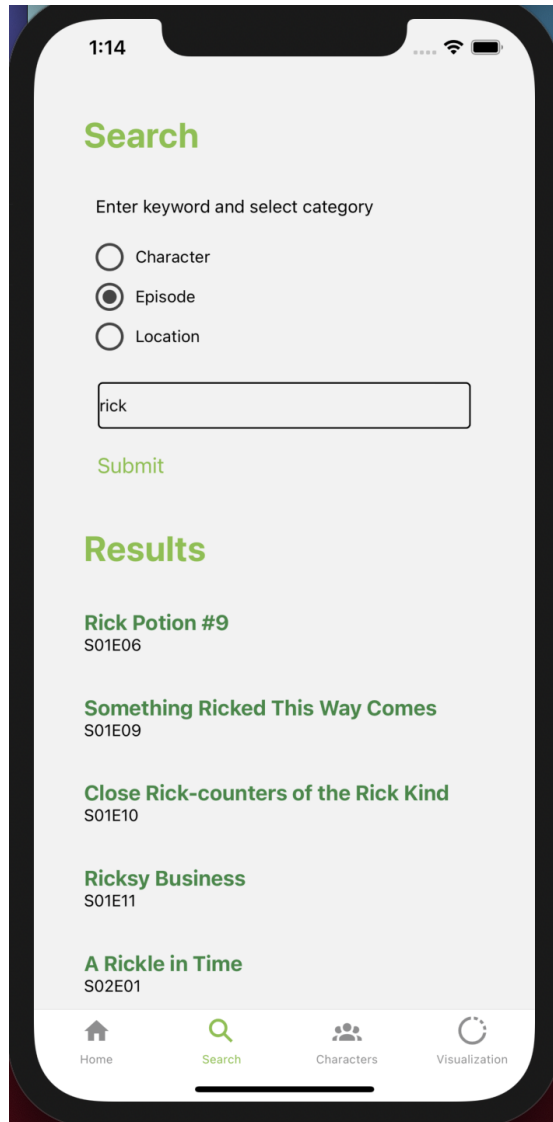 1:14
Search
Enter keyword and select category
Character
Episode
Location
rick
Submit
Results
Rick Potion #9
S01E06
Something Ricked This Way Comes
S01E09
Close Rick-counters of the Rick Kind
S01E10
Ricksy Business
S01E11
A Rickle in Time
S02E01
Home
Search
Characters
Visualization